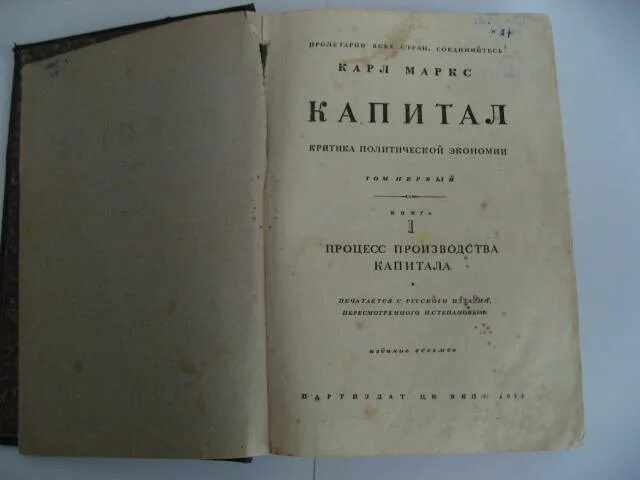 ПРОЛЕТАРИИ ВСЕХ СТРАН, СОЕДИНЯЙТЕСЬ!
КАРЛ МАРКС
КАПИТАЛ
КРИТИКА ПОЛИТИЧЕСКОЙ ЭКОНОМИИ
ТОМ ПЕРВЫЙ
КНИГА
I
ПРОЦЕСС ПРОИЗВОДСТВА
КАПИТАЛА
ПЕЧАТАЕТСЯ С РУССКОГО ИЗДАНИЯ,
ПЕРЕСМОТРЕННОГО И.СТЕПАНОВЫМ
ИЗДАНИЕ
ПАРТИЗДАТ ЦК